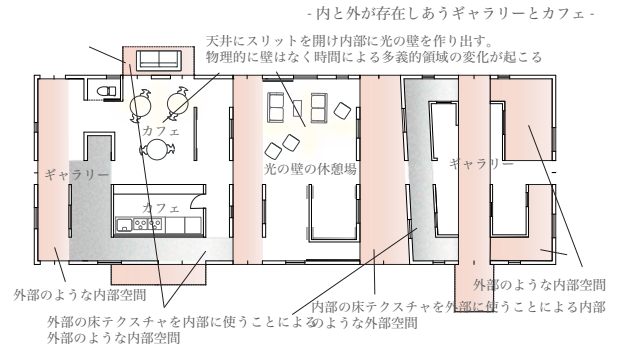 - 内と外が存在しあうギャラリーとカフェ -
天井にスリットを開け内部に光の壁を作り出す。
物理的に壁はなく時間による多義的領域の変化が起こる
カフェ
ギャラリー
光の壁の休憩場
ギャラリー
カフェ
外部のような内部空間
外部のような内部空間
内部の床テクスチャを外部に使うことによる内部
のような外部空間
外部の床テクスチャを内部に使うことによる
外部のような内部空間